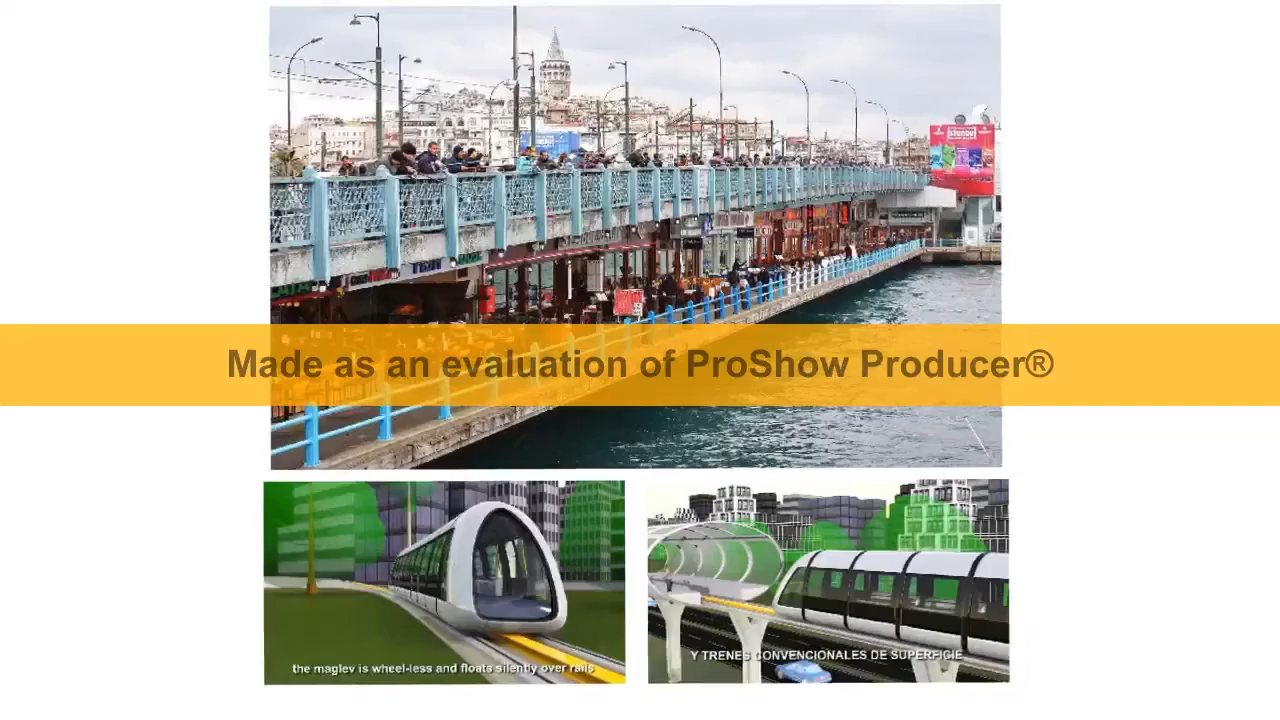 iSTANBUL
Made as an evaluation of ProShow Producer®
the maglev is wheel-less and floats silently over rails
Y TRENES CONVENCIONALES DE SUPERFICIE